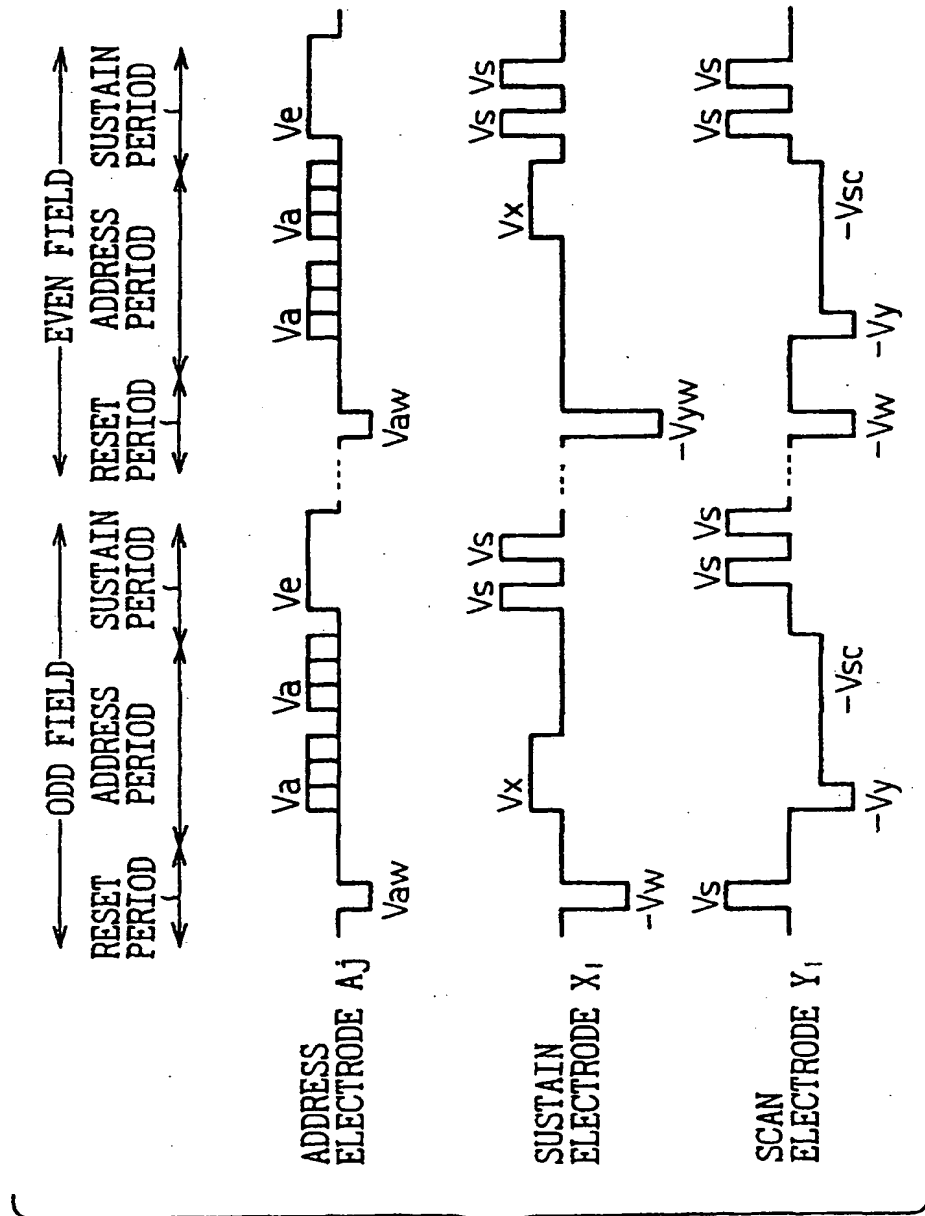 ODD FIELD
EVEN FIELD
RESET PERIOD
ADDRESS PERIOD
SUSTAIN PERIOD
RESET PERIOD
ADDRESS PERIOD
SUSTAIN PERIOD
ADDRESS
ELECTRODE Aj
Vaw
Va
Va
Ve
Vaw
Va
Va
Ve
SUSTAIN
ELECTRODE X1
-Vw
Vx
Vs
Vs
-Vyw
Vx
Vs
Vs
SCAN
ELECTRODE Y1
Vs
-Vy
-Vsc
Vs
Vs
-Vw
-Vy
-Vsc
Vs
Vs